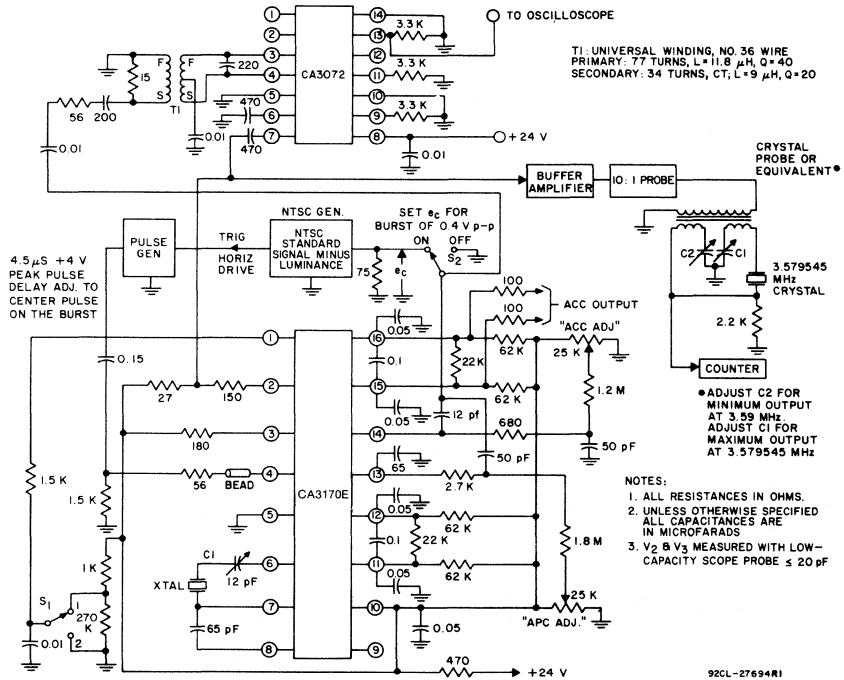 1
2
3
4
5
6
7
CA3072
14
13
12
11
10
9
8
3.3 K
3.3 K
3.3 K
TO OSCILLOSCOPE
T1: UNIVERSAL WINDING, NO. 36 WIRE
PRIMARY: 77 TURNS, L = 11.8 μH, Q = 40
SECONDARY: 34 TURNS, CT; L = 9 μH, Q = 20
F
F
S
S
T1
15
220
56
200
470
470
0.01
0.01
0.01
+24 V
CRYSTAL
PROBE OR
EQUIVALENT●
BUFFER
AMPLIFIER
10:1 PROBE
C2
C1
3.579545
MHz
CRYSTAL
2.2 K
COUNTER
●ADJUST C2 FOR
MINIMUM OUTPUT
AT 3.59 MHz.
ADJUST C1 FOR
MAXIMUM OUTPUT
AT 3.579545 MHz
NOTES:
1. ALL RESISTANCES IN OHMS.
2. UNLESS OTHERWISE SPECIFIED
ALL CAPACITANCES ARE
IN MICROFARADS
3. V2 & V3 MEASURED WITH LOW-
CAPACITY SCOPE PROBE ≤ 20 pF
4.5 μS +4 V
PEAK PULSE
DELAY ADJ. TO
CENTER PULSE
ON THE BURST
PULSE
GEN
TRIG
HORIZ
DRIVE
NTSC GEN.
NTSC
STANDARD
SIGNAL MINUS
LUMINANCE
SET ec FOR
BURST OF 0.4 V p-p
ON
OFF
S2
75
ec
100
100
ACC OUTPUT
"ACC ADJ"
25 K
0.05
0.1
0.05
22 K
62 K
62 K
1.2 M
12 pf
680
50 pF
50 pF
65
2.7 K
0.05
0.1
0.05
22 K
62 K
62 K
1.8 M
25 K
"APC ADJ."
0.05
470
+24 V
1
2
3
4
5
6
7
8
CA3170E
16
15
14
13
12
11
10
9
0.15
27
150
180
56
BEAD
1.5 K
1.5 K
1 K
270
K
S1
1
2
0.01
C1
12 pF
XTAL
65 pF
92CL-27694R1